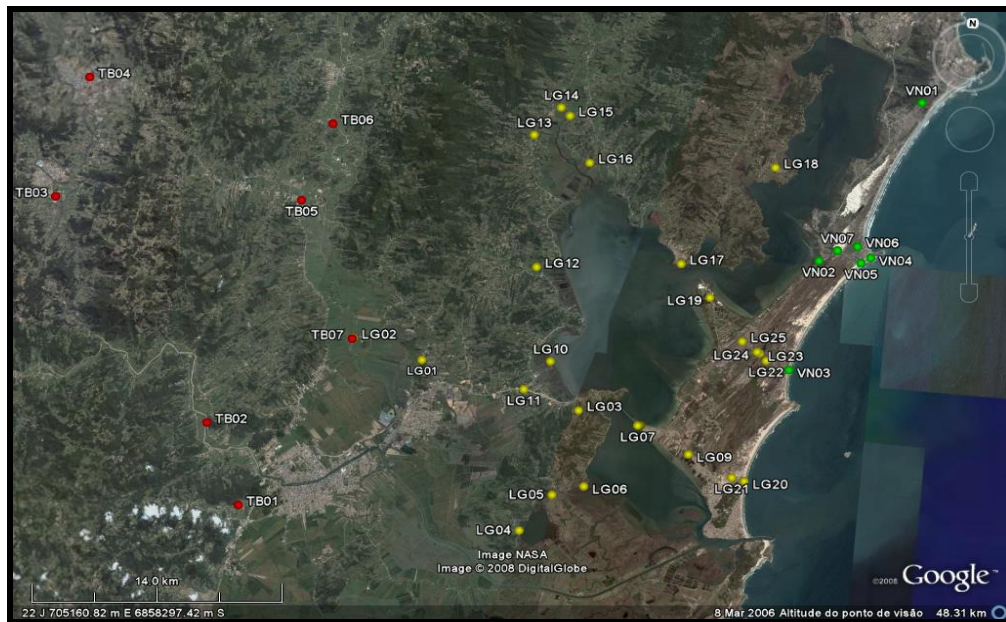 N
VN01
TB04
LG14
LG15
TB06
LG13
LG16
LG18
TB03
TB05
VN07
VN06
VN04
VN02
VN05
LG17
LG12
LG19
TB07
LG02
LG25
LG24
LG23
LG22
VN03
LG01
LG10
LG11
LG03
TB02
LG07
LG09
LG21
LG20
LG06
LG05
TB01
LG04
Image NASA
Image © 2008 DigitalGlobe
14.0 km
©2008 Google™
22 J 705160.82 m E 6858297.42 m S
8 Mar 2006 Altitude do ponto de visão 48.31 km